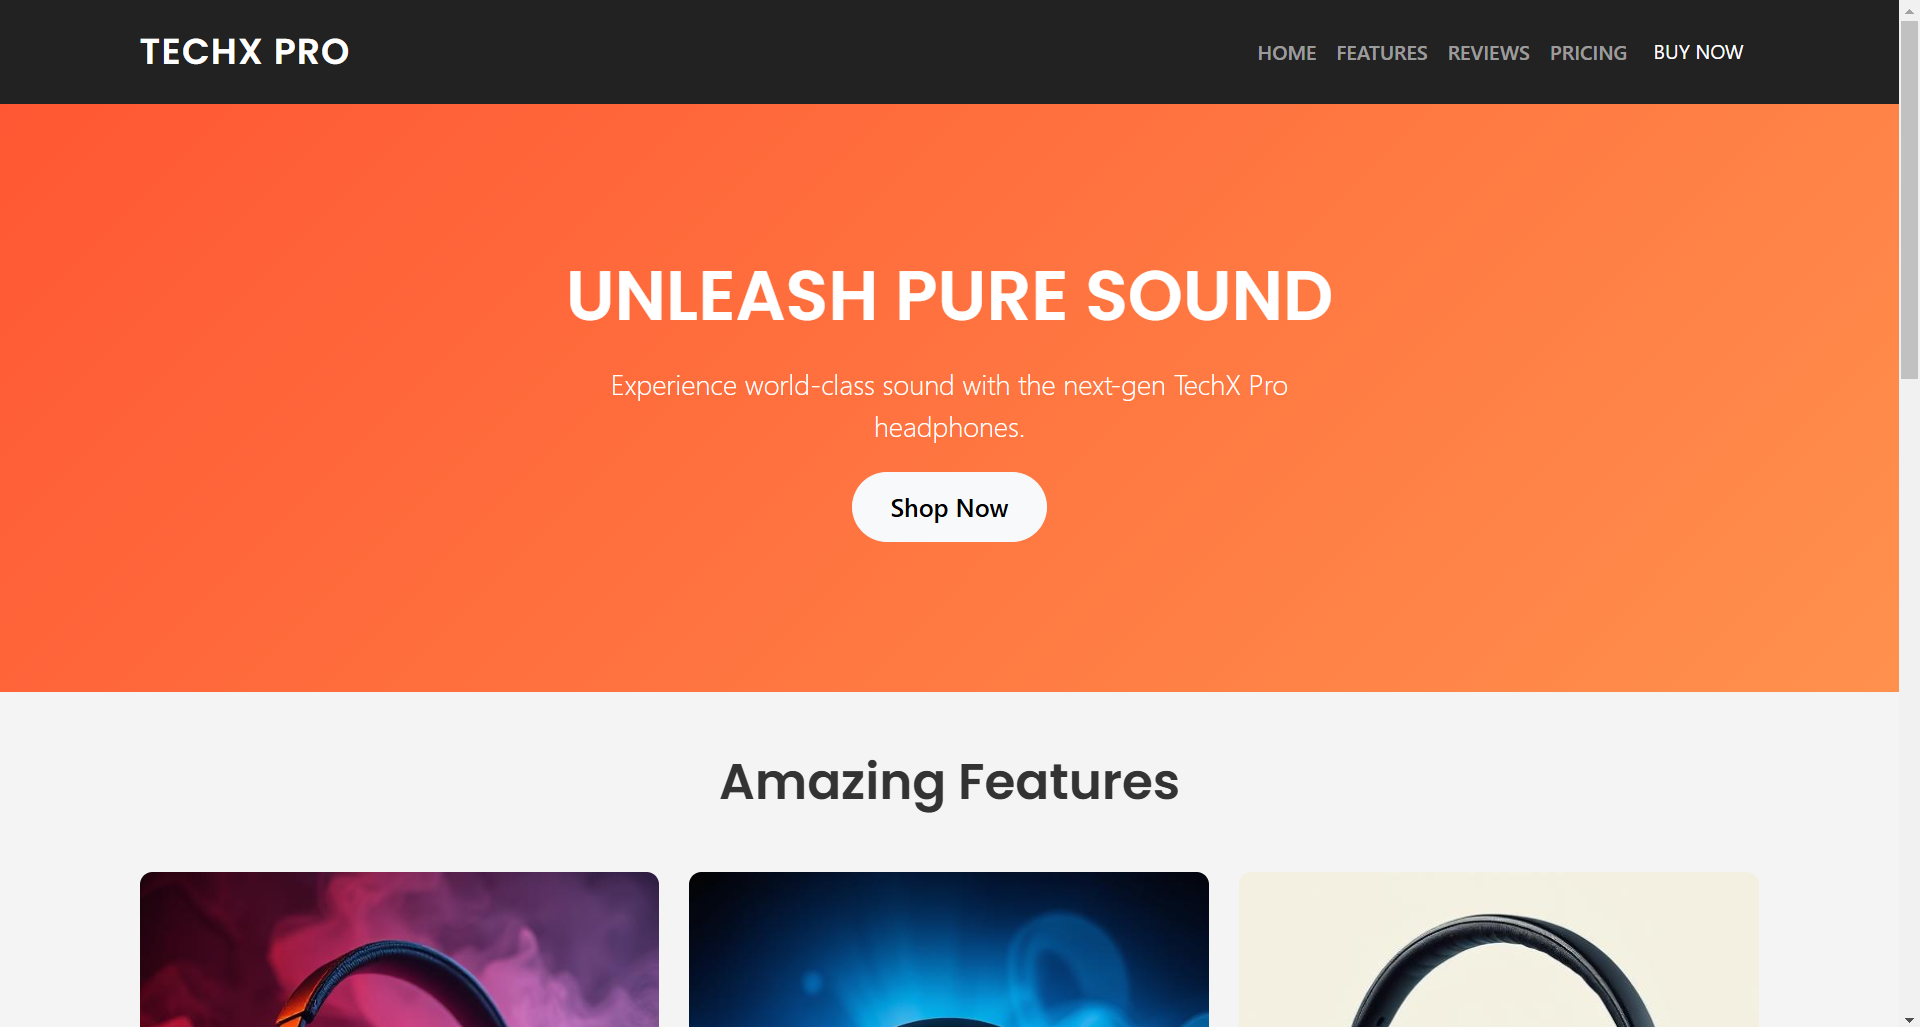 TECHX PRO
HOME FEATURES REVIEWS PRICING BUY NOW
UNLEASH PURE SOUND
Experience world-class sound with the next-gen TechX Pro
headphones.
Shop Now
Amazing Features